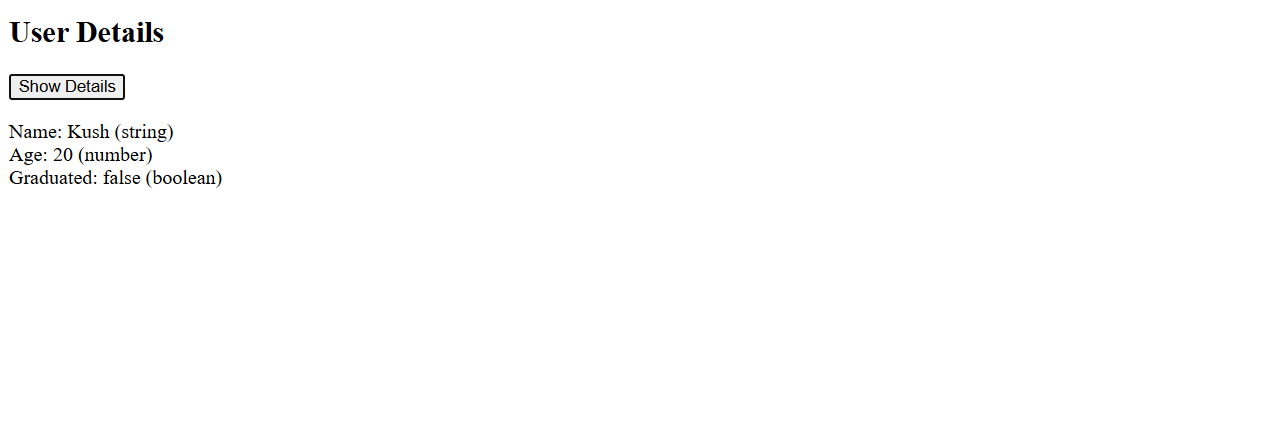 User Details
Show Details
Name: Kush (string)
Age: 20 (number)
Graduated: false (boolean)